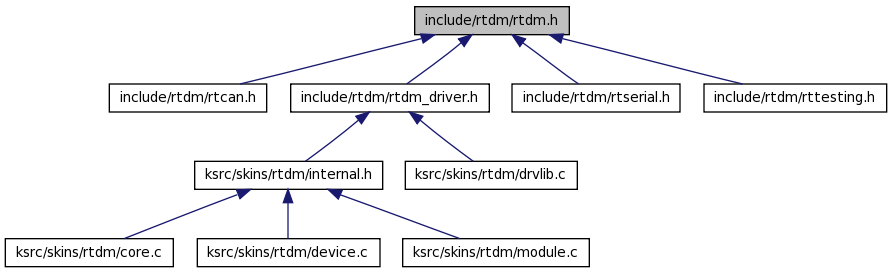 include/rtdm/rtdm.h
include/rtdm/rtcan.h
include/rtdm/rtdm_driver.h
include/rtdm/rtserial.h
include/rtdm/rttesting.h
ksrc/skins/rtdm/internal.h
ksrc/skins/rtdm/drvlib.c
ksrc/skins/rtdm/core.c
ksrc/skins/rtdm/device.c
ksrc/skins/rtdm/module.c